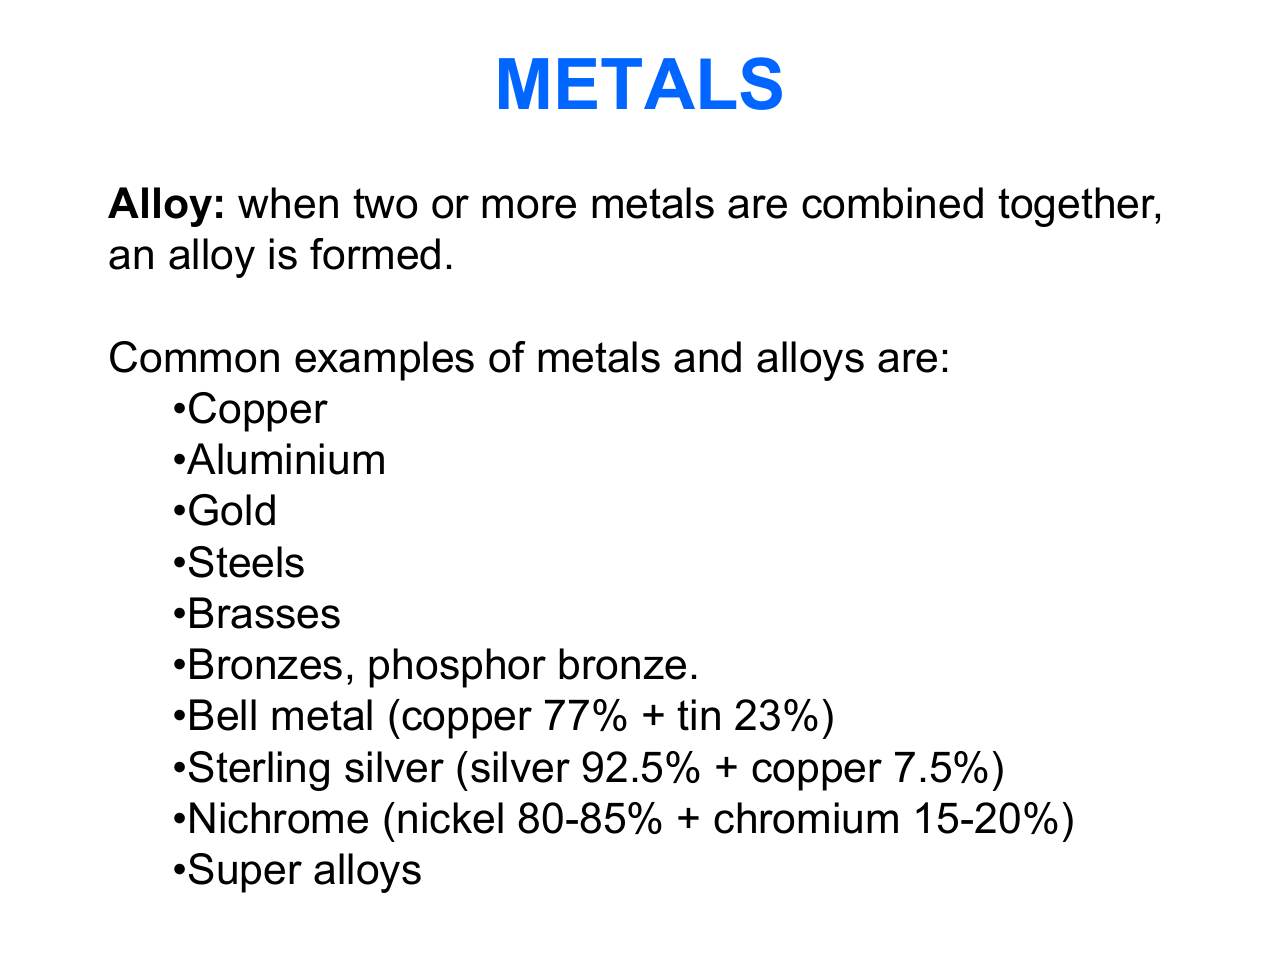 METALS
Alloy: when two or more metals are combined together,
an alloy is formed.
Common examples of metals and alloys are:
•Copper
•Aluminium
•Gold
•Steels
•Brasses
•Bronzes, phosphor bronze.
•Bell metal (copper 77% + tin 23%)
•Sterling silver (silver 92.5% + copper 7.5%)
•Nichrome (nickel 80-85% + chromium 15-20%)
•Super alloys